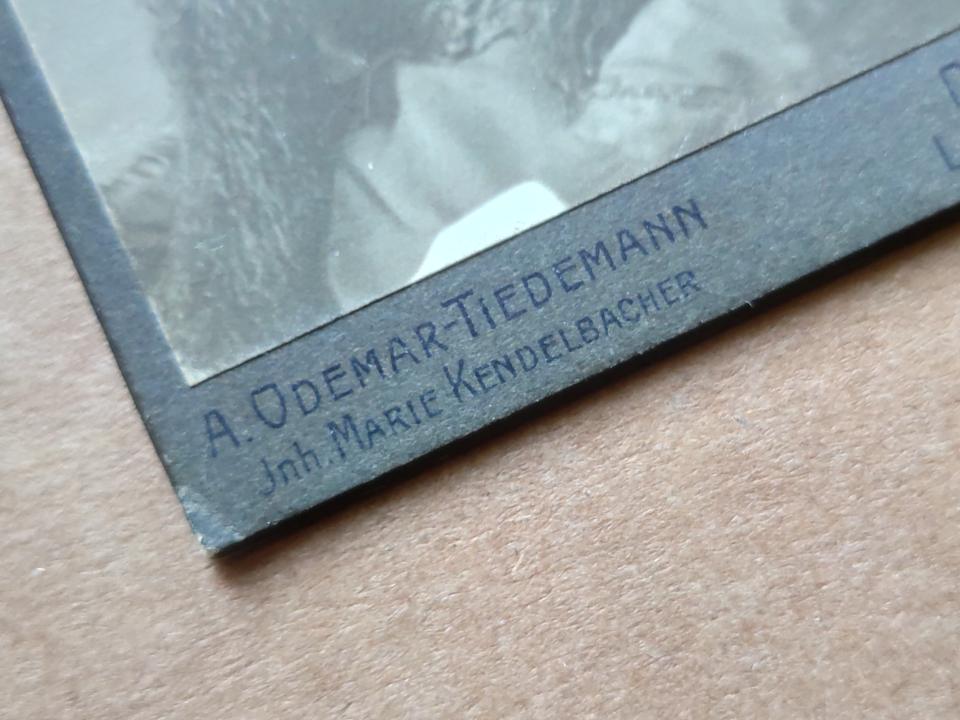 A. ODEMAR-TIEDEMANN
Jnh. MARIE KENDELBACHER